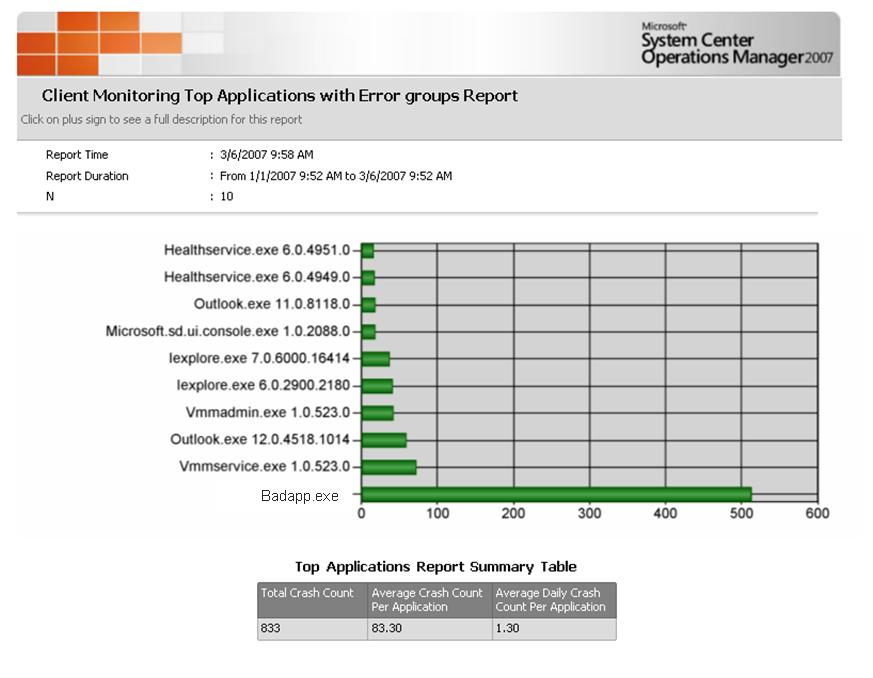 Microsoft®
System Center
Operations Manager 2007
Client Monitoring Top Applications with Error groups Report
Click on plus sign to see a full description for this report
Report Time : 3/6/2007 9:58 AM
Report Duration : From 1/1/2007 9:52 AM to 3/6/2007 9:52 AM
N : 10
Healthservice.exe 6.0.4951.0
Healthservice.exe 6.0.4949.0
Outlook.exe 11.0.8118.0
Microsoft.sd.ui.console.exe 1.0.2088.0
Iexplore.exe 7.0.6000.16414
Iexplore.exe 6.0.2900.2180
Vmmadmin.exe 1.0.523.0
Outlook.exe 12.0.4518.1014
Vmmservice.exe 1.0.523.0
Badapp.exe
0 100 200 300 400 500 600
Top Applications Report Summary Table
Total Crash Count Average Crash Count Average Daily Crash
Per Application Count Per Application
833 83.30 1.30